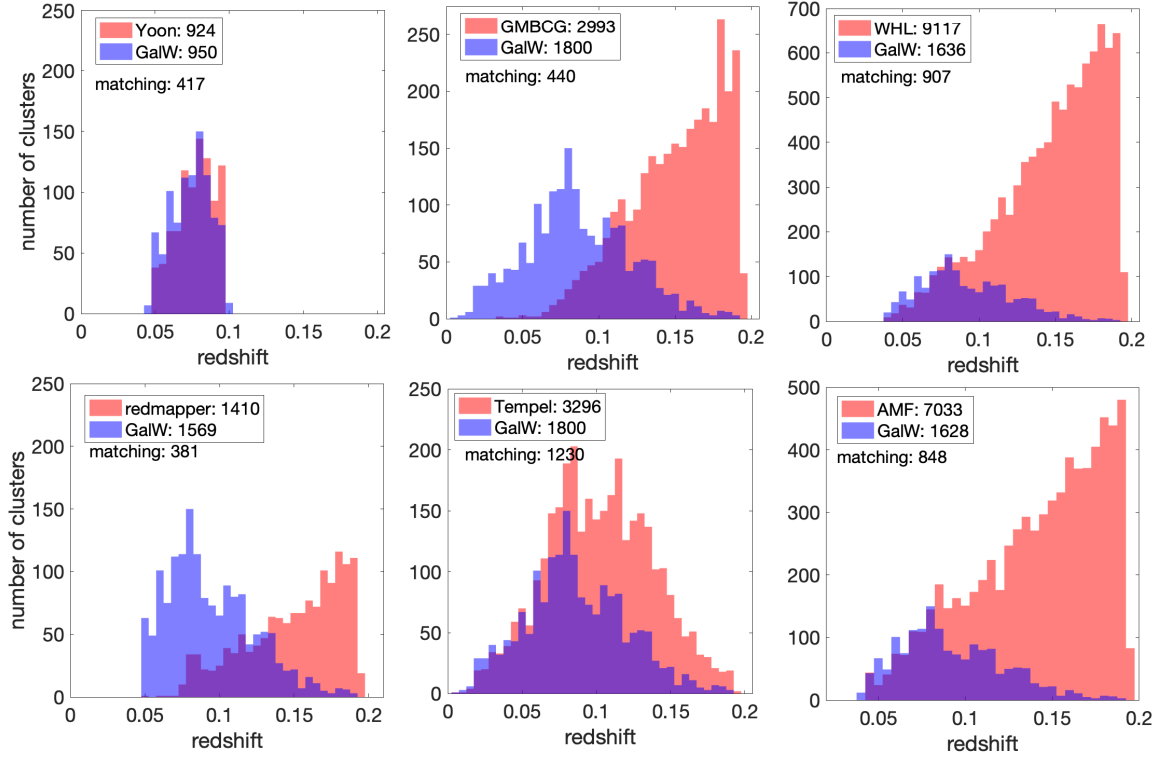 Yoon: 924
GalW: 950
matching: 417
number of clusters
250
200
150
100
50
0
0
0.05
0.1
0.15
0.2
redshift
GMBCG: 2993
GalW: 1800
matching: 440
250
200
150
100
50
0
0
0.05
0.1
0.15
0.2
redshift
WHL: 9117
GalW: 1636
matching: 907
700
600
500
400
300
200
100
0
0
0.05
0.1
0.15
0.2
redshift
redmapper: 1410
GalW: 1569
matching: 381
number of clusters
250
200
150
100
50
0
0
0.05
0.1
0.15
0.2
redshift
Tempel: 3296
GalW: 1800
matching: 1230
250
200
150
100
50
0
0
0.05
0.1
0.15
0.2
redshift
AMF: 7033
GalW: 1628
matching: 848
500
400
300
200
100
0
0.05
0.1
0.15
0.2
redshift